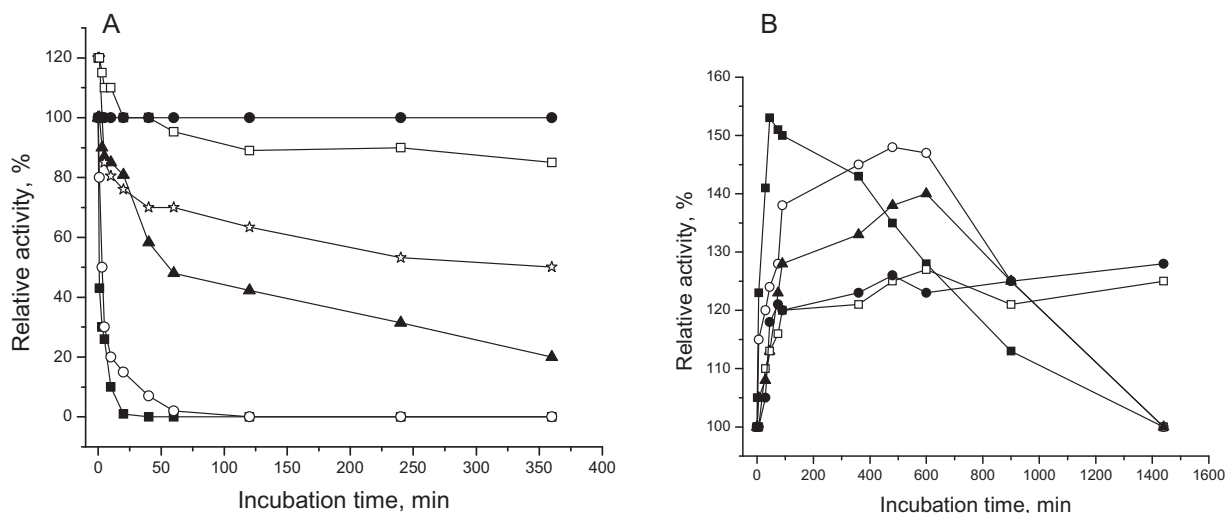 A
Relative activity, %
120
100
80
60
40
20
0
0 50 100 150 200 250 300 350 400
Incubation time, min
B
Relative activity, %
160
150
140
130
120
110
100
0 200 400 600 800 1000 1200 1400 1600
Incubation time, min